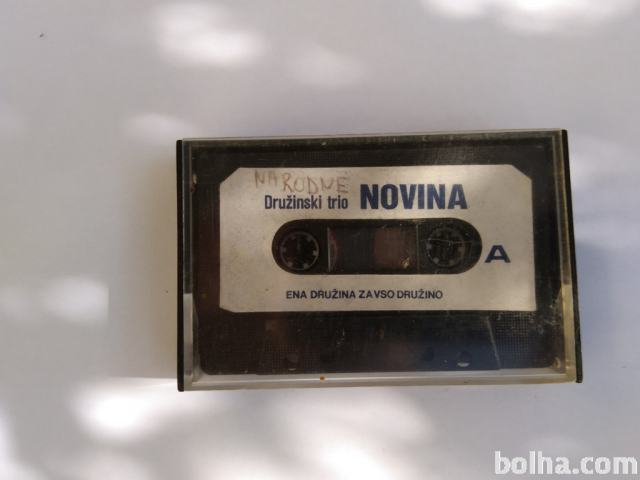 NARODNE
Družinski trio NOVINA
A
ENA DRUŽINA ZA VSO DRUŽINO
bolha.com